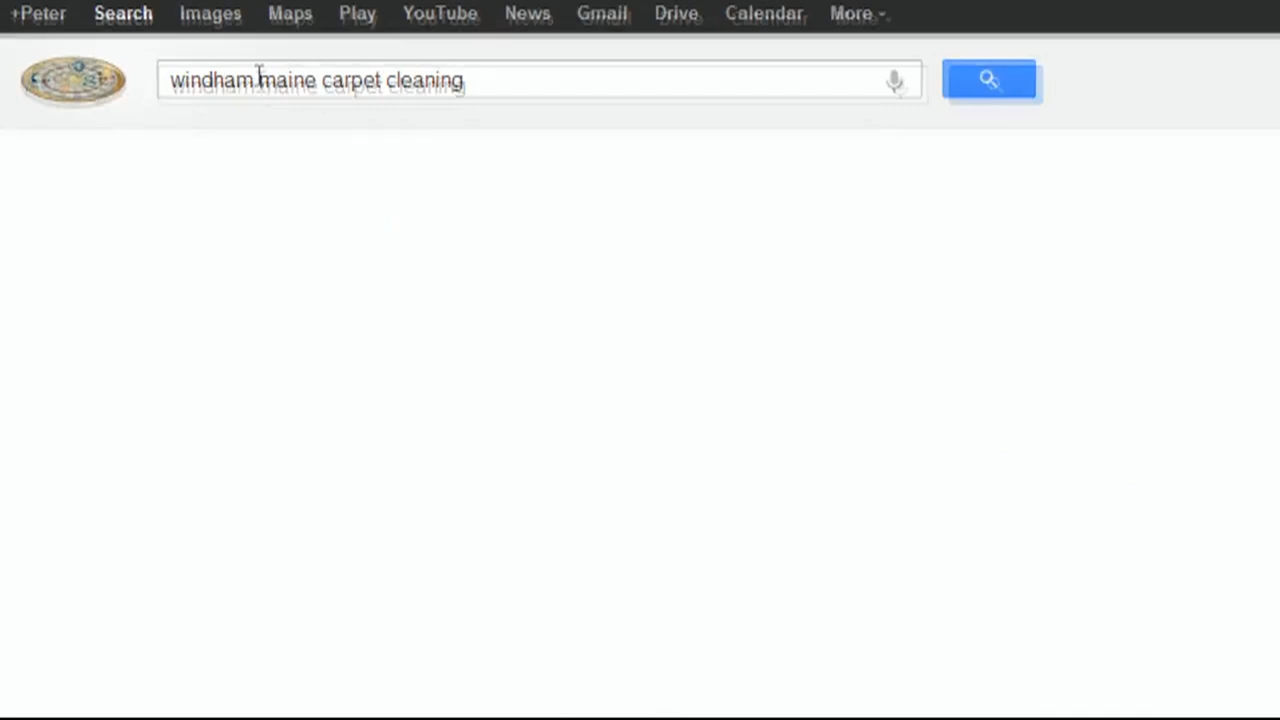 +Peter Search Images Maps Play YouTube News Gmail Drive Calendar More
windham maine carpet cleaning